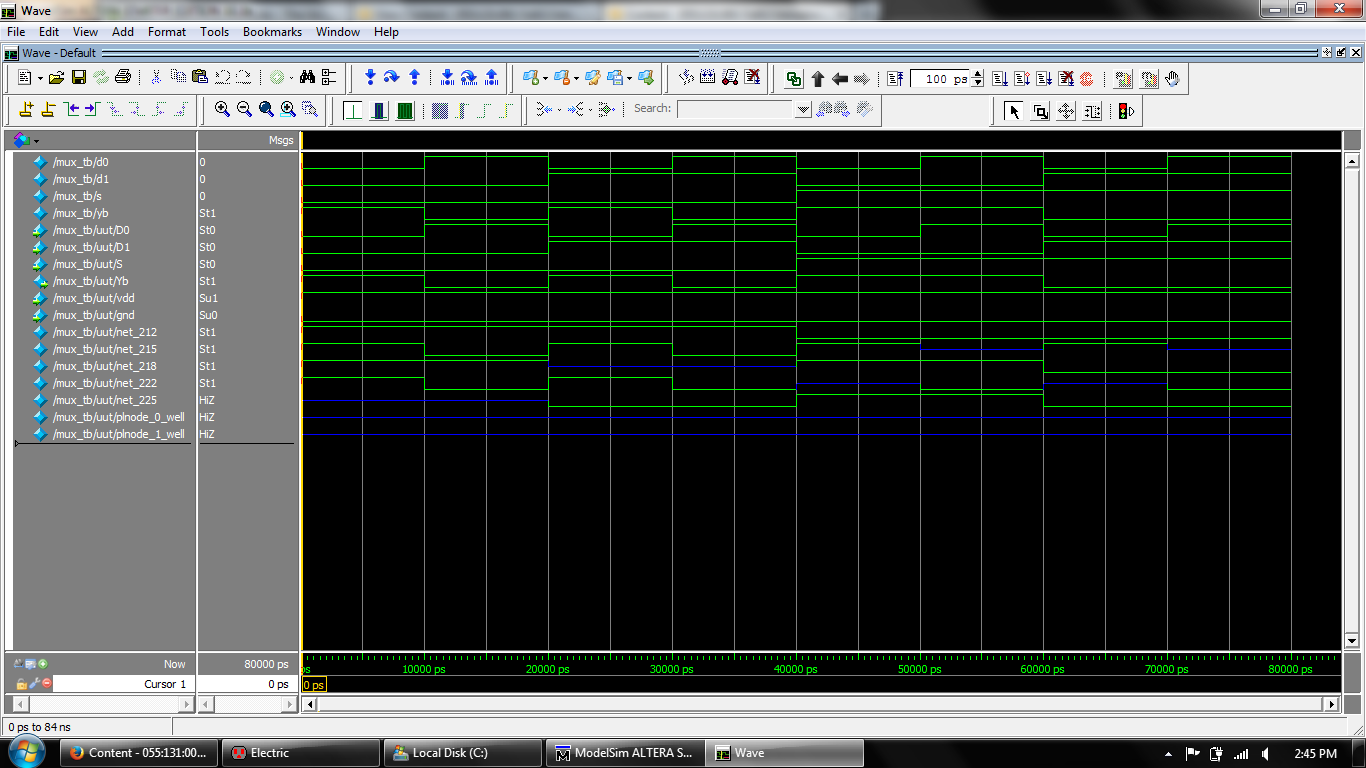 Wave
File Edit View Add Format Tools Bookmarks Window Help
Wave - Default
100 ps
Search:
Msgs
/mux_tb/d0 0
/mux_tb/d1 0
/mux_tb/s 0
/mux_tb/yb St1
/mux_tb/uut/D0 St0
/mux_tb/uut/D1 St0
/mux_tb/uut/S St0
/mux_tb/uut/Yb St1
/mux_tb/uut/vdd Su1
/mux_tb/uut/gnd Su0
/mux_tb/uut/net_212 St1
/mux_tb/uut/net_215 St1
/mux_tb/uut/net_218 St1
/mux_tb/uut/net_222 St1
/mux_tb/uut/net_225 HiZ
/mux_tb/uut/plnode_0_well HiZ
/mux_tb/uut/plnode_1_well HiZ
Now 80000 ps
ps 10000 ps 20000 ps 30000 ps 40000 ps 50000 ps 60000 ps 70000 ps 80000 ps
Cursor 1 0 ps
0 ps
0 ps to 84 ns
Content - 055:131:00... Electric Local Disk (C:) ModelSim ALTERA S... Wave 2:45 PM